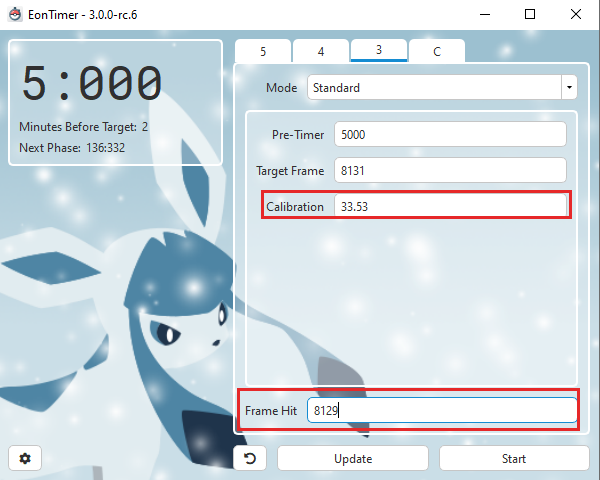 EonTimer - 3.0.0-rc.6
5:000
Minutes Before Target: 2
Next Phase: 136:332
5 4 3 C
Mode Standard
Pre-Timer 5000
Target Frame 8131
Calibration 33.53
Frame Hit 8129
Update Start